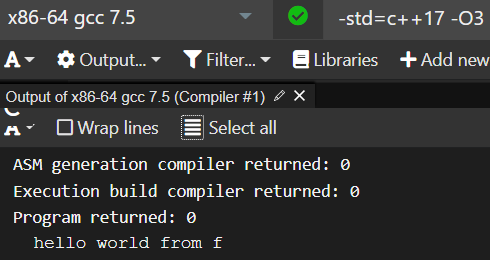 x86-64 gcc 7.5 -std=c++17 -O3
A Output... Filter... Libraries Add new
Output of x86-64 gcc 7.5 (Compiler #1)
A Wrap lines Select all
ASM generation compiler returned: 0
Execution build compiler returned: 0
Program returned: 0
hello world from f